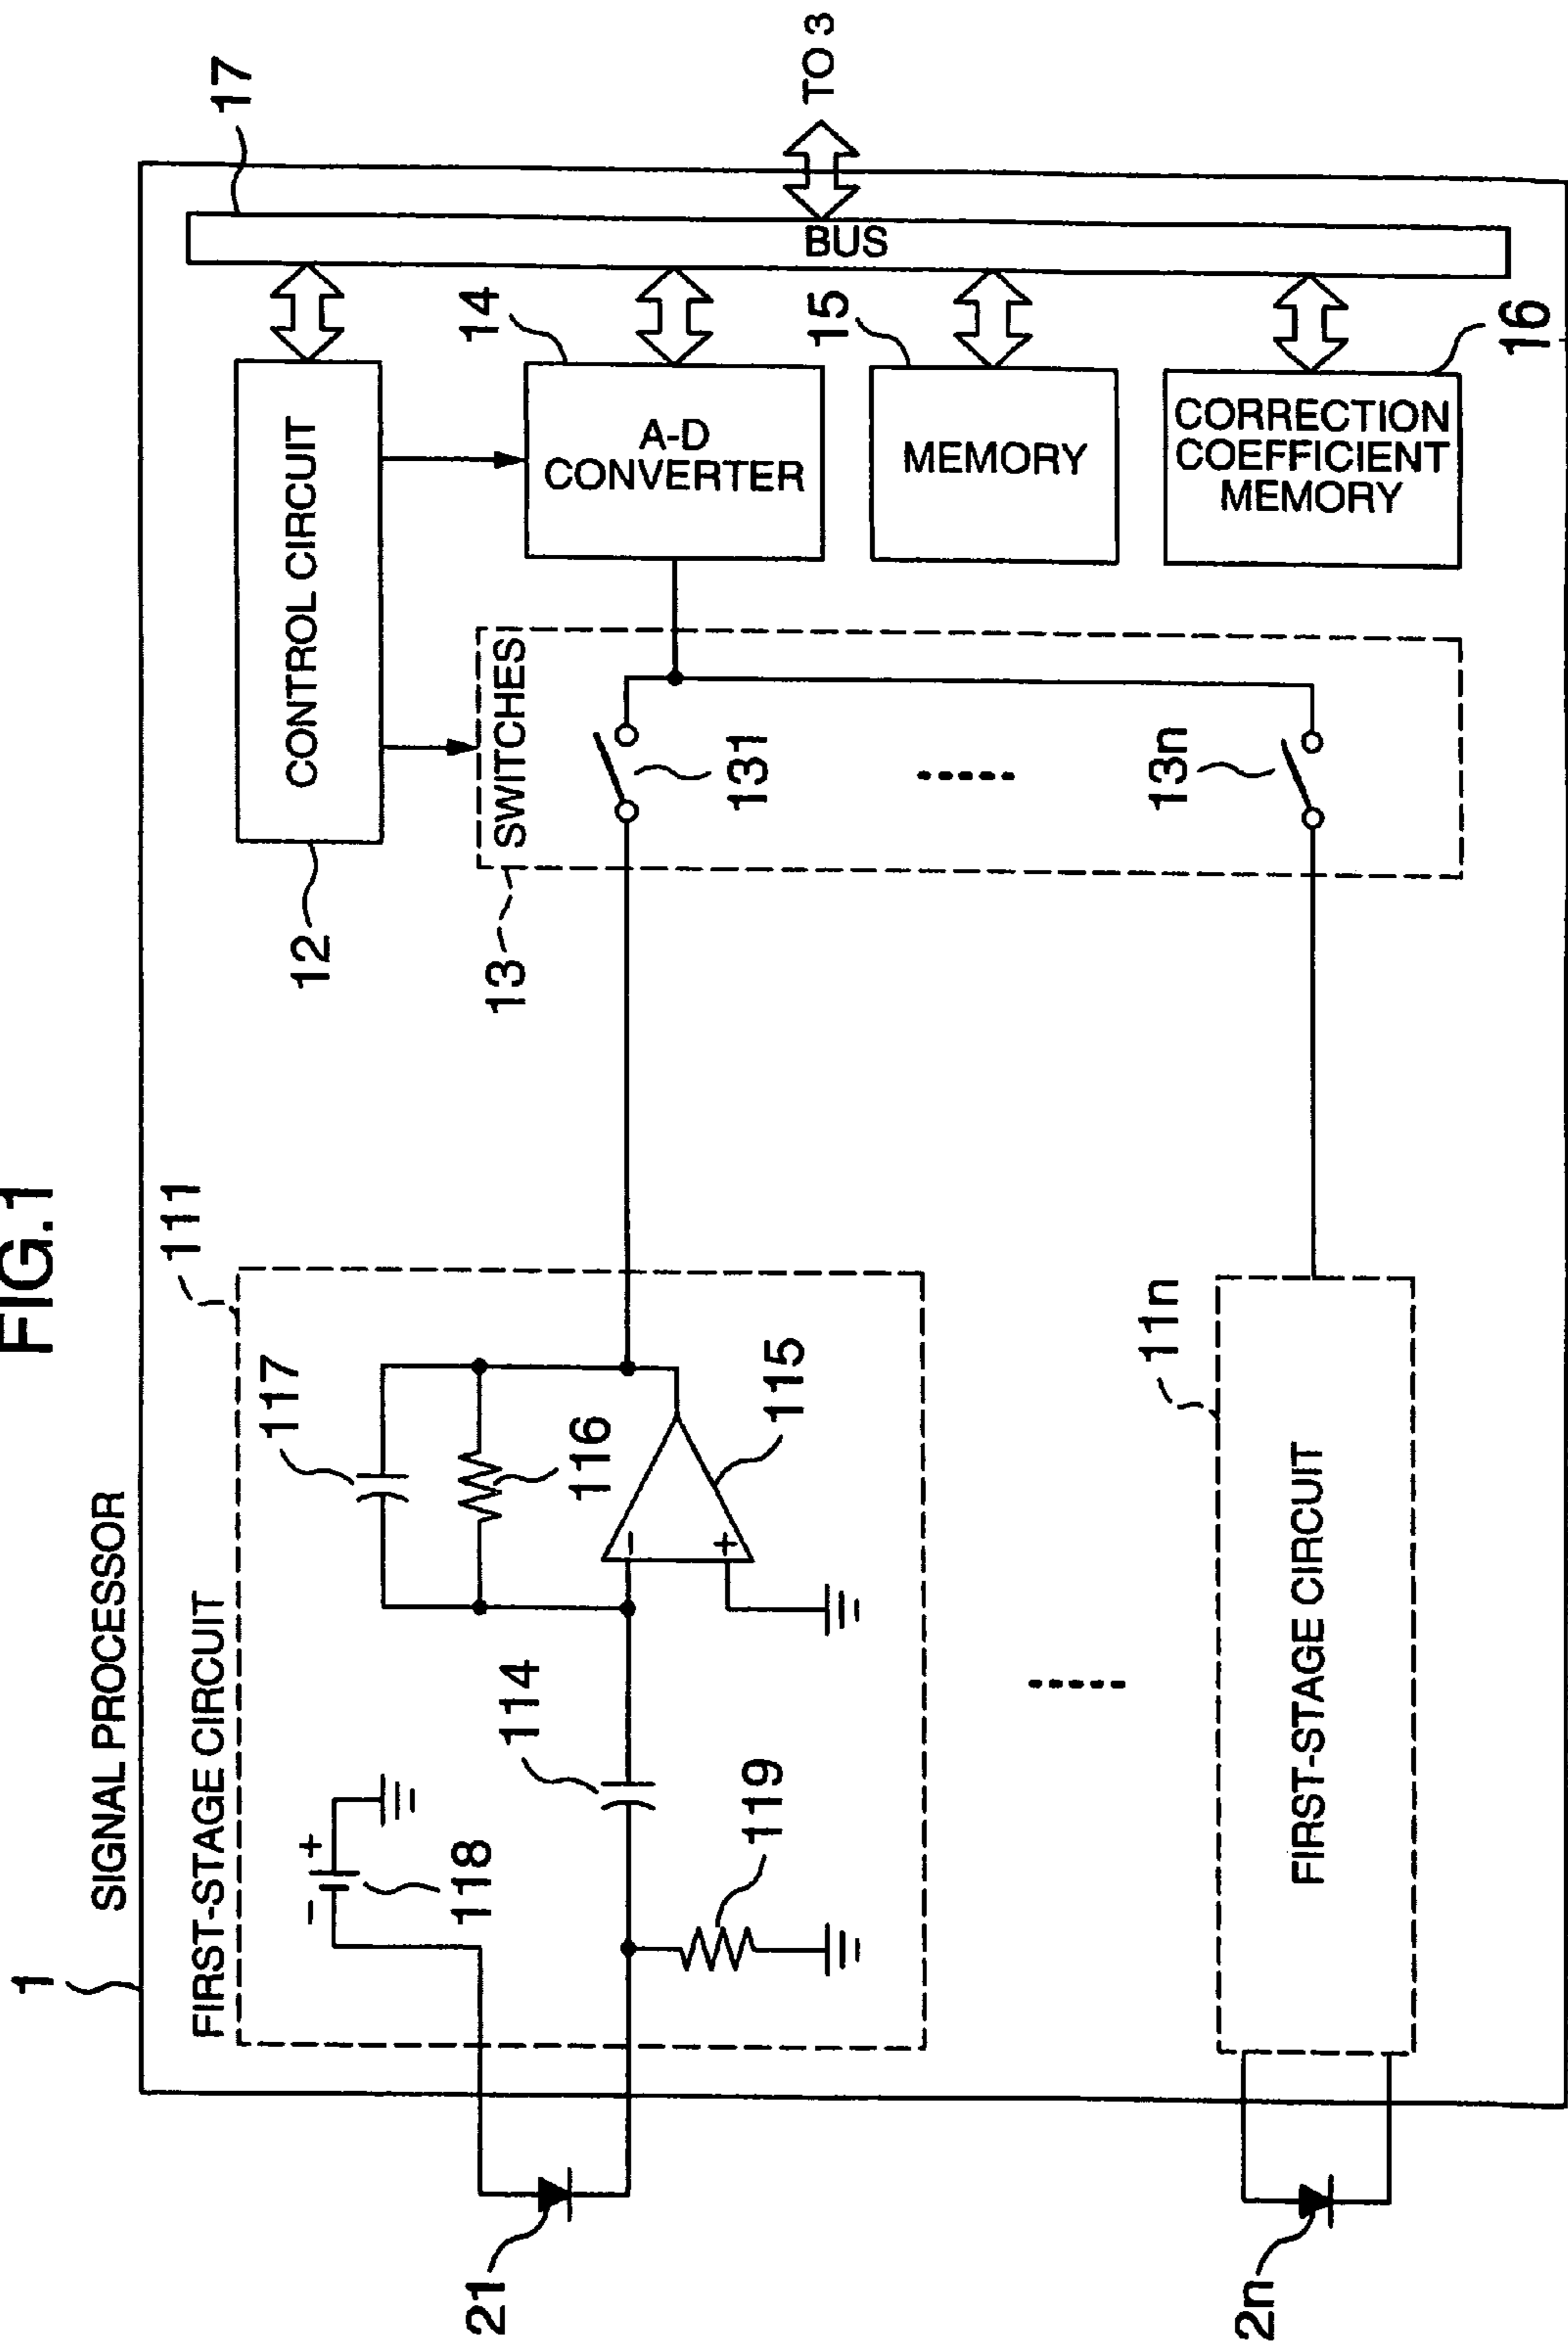 FIG.1
1
SIGNAL PROCESSOR
17
FIRST-STAGE CIRCUIT
111
12
CONTROL CIRCUIT
118
−
+
117
116
114
−
+
115
119
21
13
SWITCHES
131
.....
13n
14
A-D
CONVERTER
15
MEMORY
CORRECTION
COEFFICIENT
MEMORY
16
BUS
TO 3
.....
11n
FIRST-STAGE CIRCUIT
2n